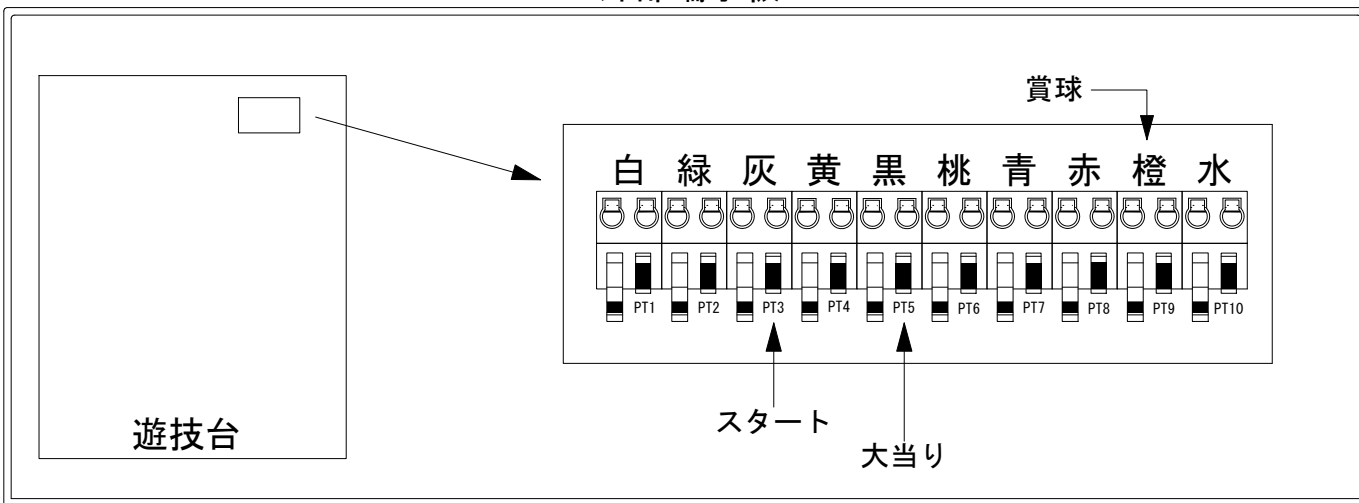 賞球
白 緑 灰 黄 黒 桃 青 赤 橙 水
PT1 PT2 PT3 PT4 PT5 PT6 PT7 PT8 PT9 PT10
スタート
大当り
遊技台